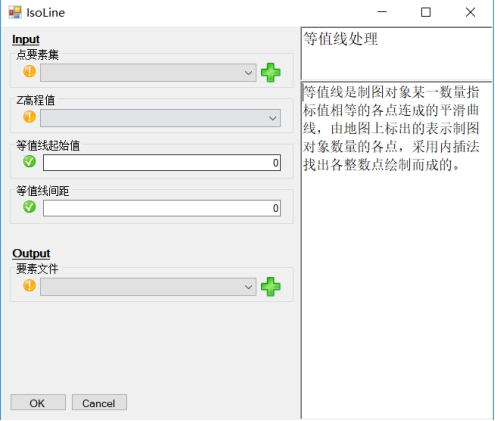 IsoLine
Input
点要素集
Z高程值
等值线起始值
0
等值线间距
0
Output
要素文件
OK
Cancel
等值线处理
等值线是制图对象某一数量指
标值相等的各点连成的平滑曲
线，由地图上标出的表示制图
对象数量的各点，采用内插法
找出各整数点绘制而成的。